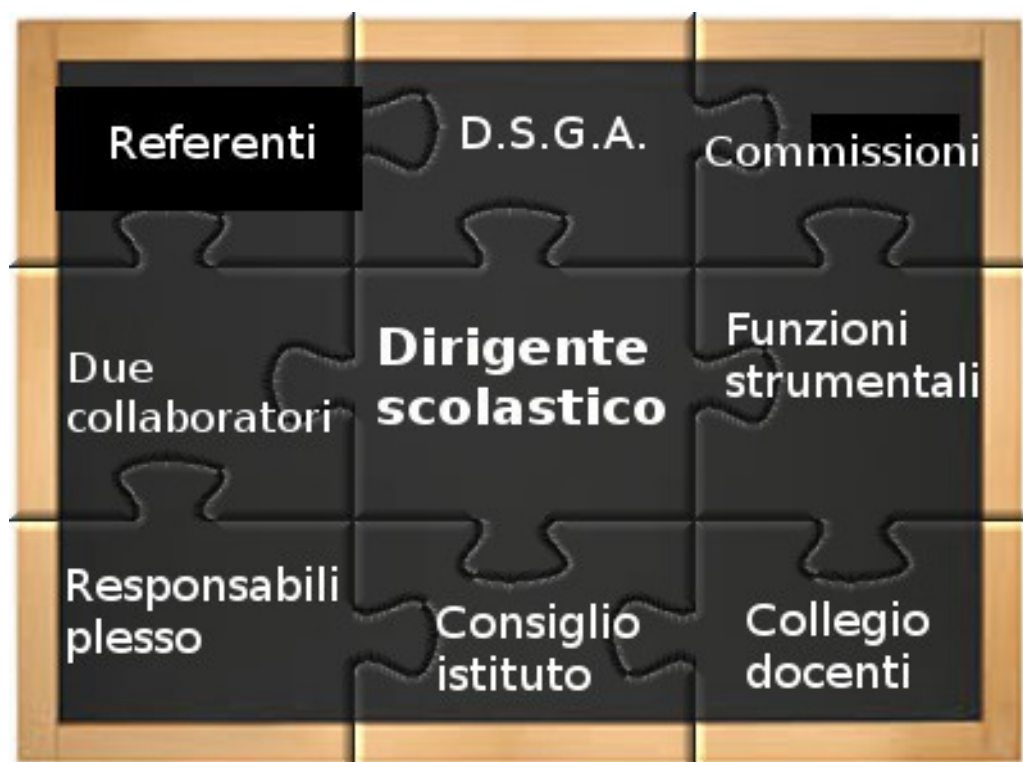 Referenti
D.S.G.A.
Commissioni
Due
collaboratori
Dirigente
scolastico
Funzioni
strumentali
Responsabili
plesso
Consiglio
istituto
Collegio
docenti